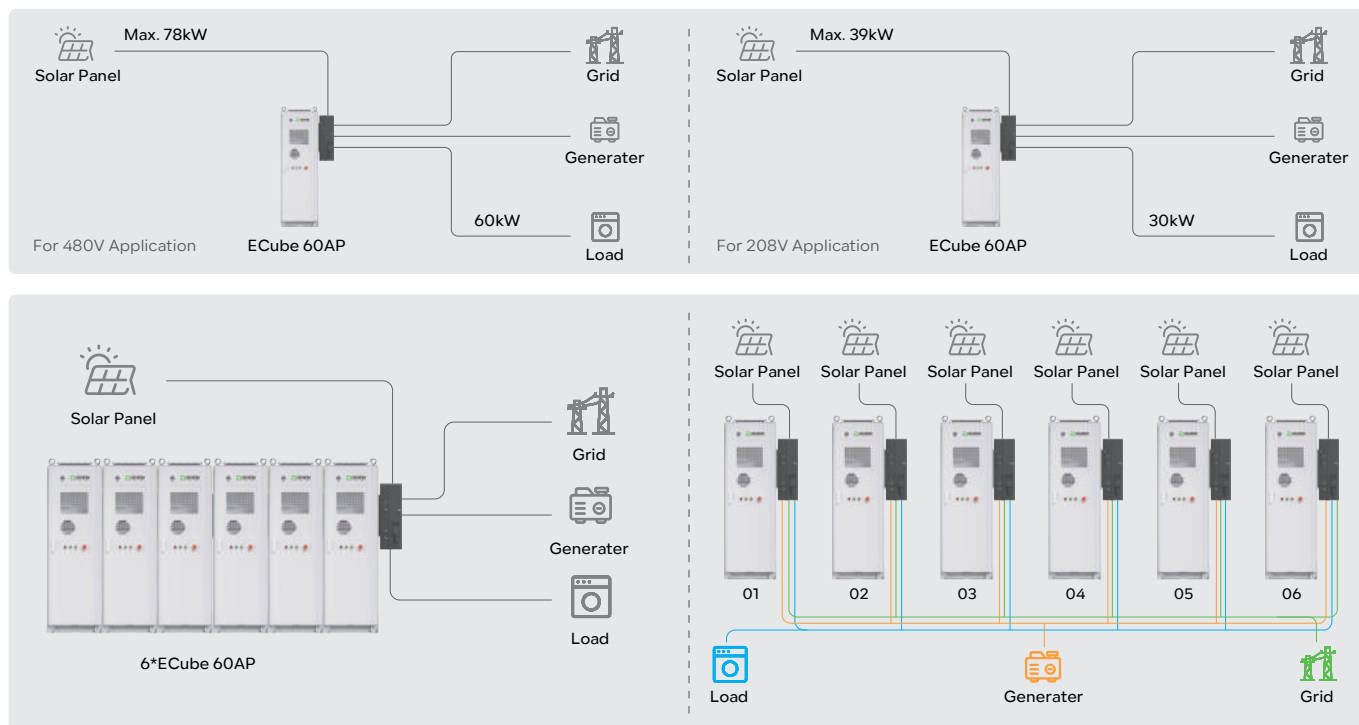 Max. 78kW
Solar Panel
Grid
Generater
60kW
For 480V Application
ECube 60AP
Load
Max. 39kW
Solar Panel
Grid
Generater
30kW
For 208V Application
ECube 60AP
Load
Solar Panel
Grid
Generater
Load
6*ECube 60AP
Solar Panel Solar Panel Solar Panel Solar Panel Solar Panel Solar Panel
01 02 03 04 05 06
Load Generater Grid